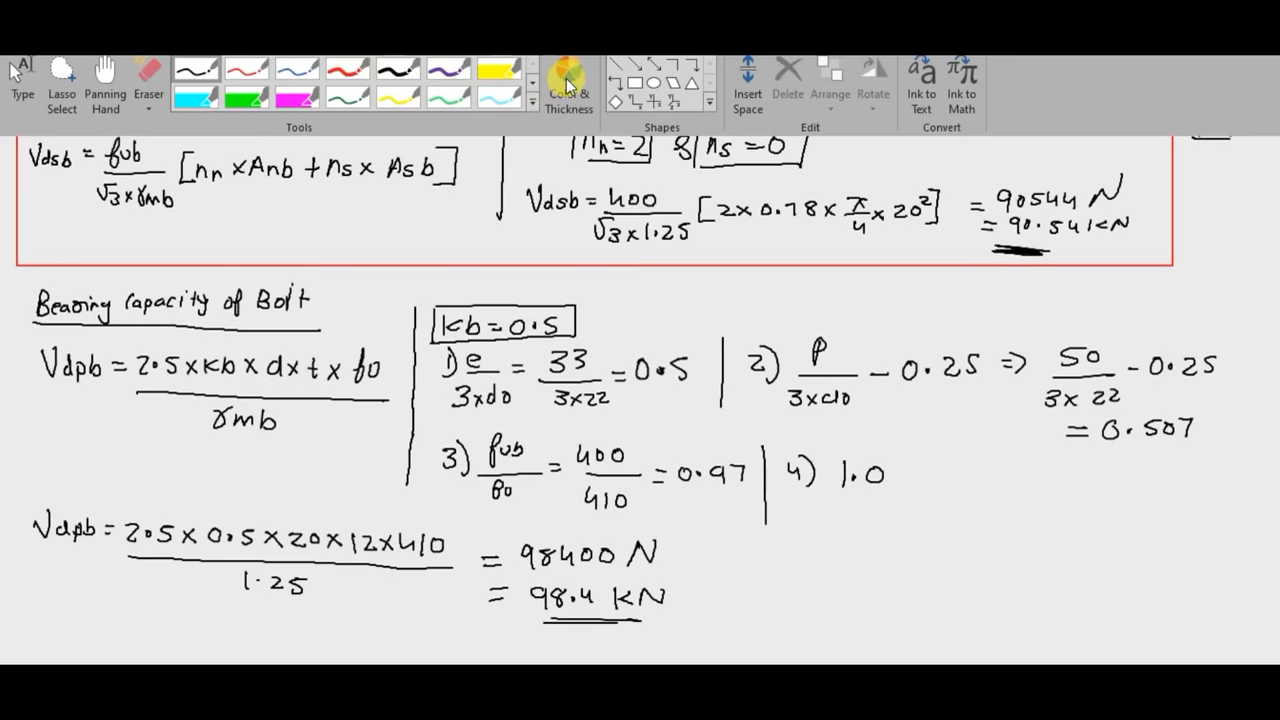 Type
Lasso Select
Panning Hand
Eraser
Color & Thickness
Insert Space
Delete
Arrange
Rotate
Ink to Text
Ink to Math
Tools
Shapes
Edit
Convert
Vdsb = fub / √3 × γmb [nn × Anb + ns × Asb]
nn = 2 & ns = 0
Vdsb = 400 / √3 × 1.25 [2 × 0.78 × π/4 × 20²] = 90544 N
= 90.54 kN
Bearing Capacity of Bolt
Vdpb = 2.5 × kb × d × t × fu / γmb
kb = 0.5
1) e / 3×do = 33 / 3×22 = 0.5
2) P / 3×do - 0.25 ⇒ 50 / 3×22 - 0.25
= 0.507
3) fub / fu = 400 / 410 = 0.97
4) 1.0
Vdpb = 2.5 × 0.5 × 20 × 12 × 410 / 1.25 = 98400 N
= 98.4 KN